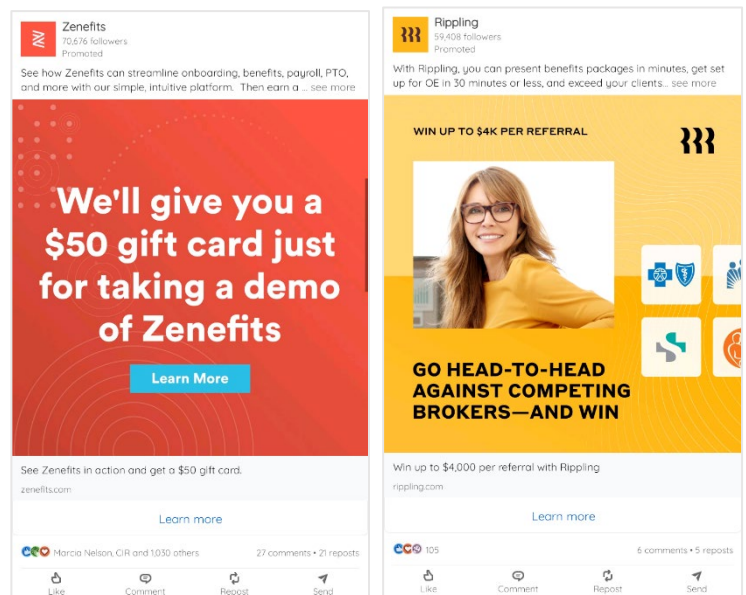 Zenefits
70,676 followers
Promoted
See how Zenefits can streamline onboarding, benefits, payroll, PTO,
and more with our simple, intuitive platform. Then earn a ... see more
We'll give you a
$50 gift card just
for taking a demo
of Zenefits
Learn More
See Zenefits in action and get a $50 gift card.
zenefits.com
Learn more
Marcia Nelson, CIR and 1,030 others
27 comments • 21 reposts
Like
Comment
Repost
Send
Rippling
59,408 followers
Promoted
With Rippling, you can present benefits packages in minutes, get set
up for OE in 30 minutes or less, and exceed your clients... see more
WIN UP TO $4K PER REFERRAL
GO HEAD-TO-HEAD
AGAINST COMPETING
BROKERS—AND WIN
Win up to $4,000 per referral with Rippling
rippling.com
Learn more
105
6 comments • 5 reposts
Like
Comment
Repost
Send